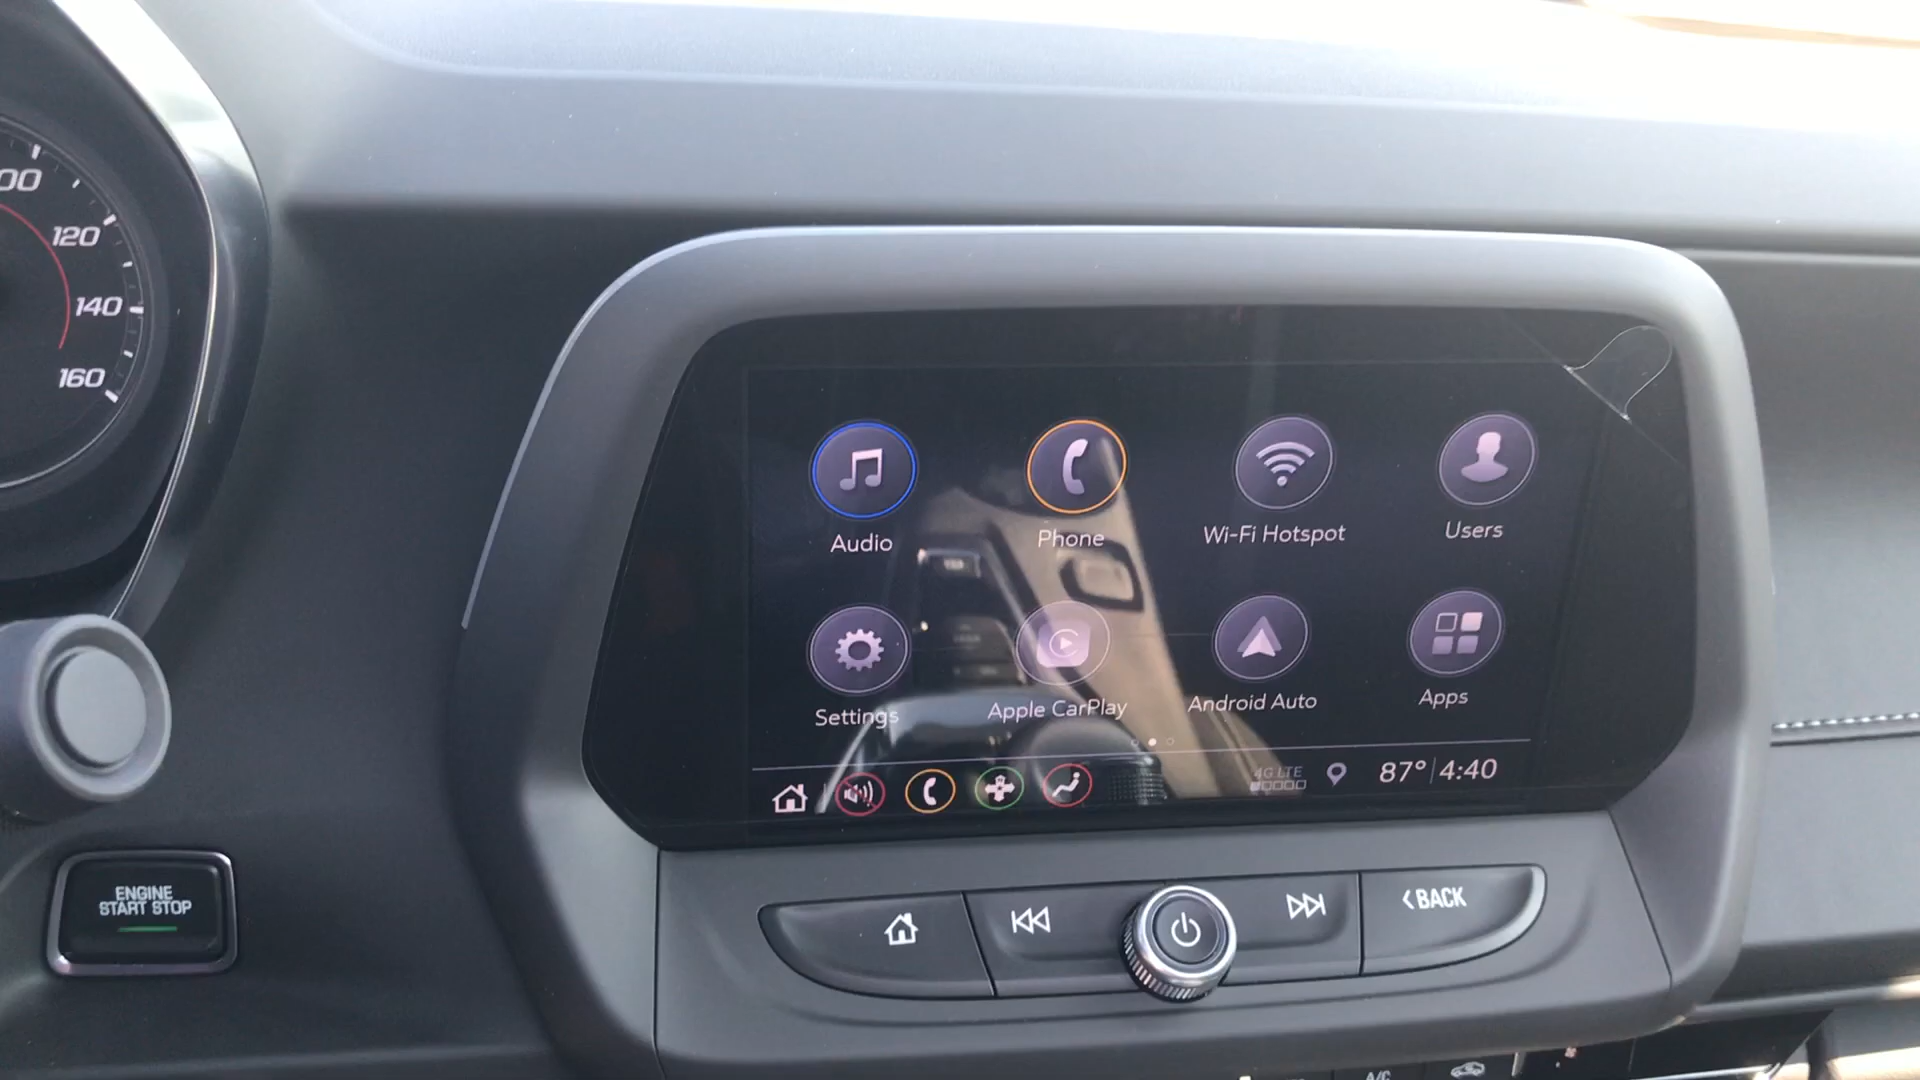 120
140
160
Audio
Phone
Wi-Fi Hotspot
Users
Settings
Apple CarPlay
Android Auto
Apps
4G LTE
87° 4:40
ENGINE
START STOP
BACK
A/C